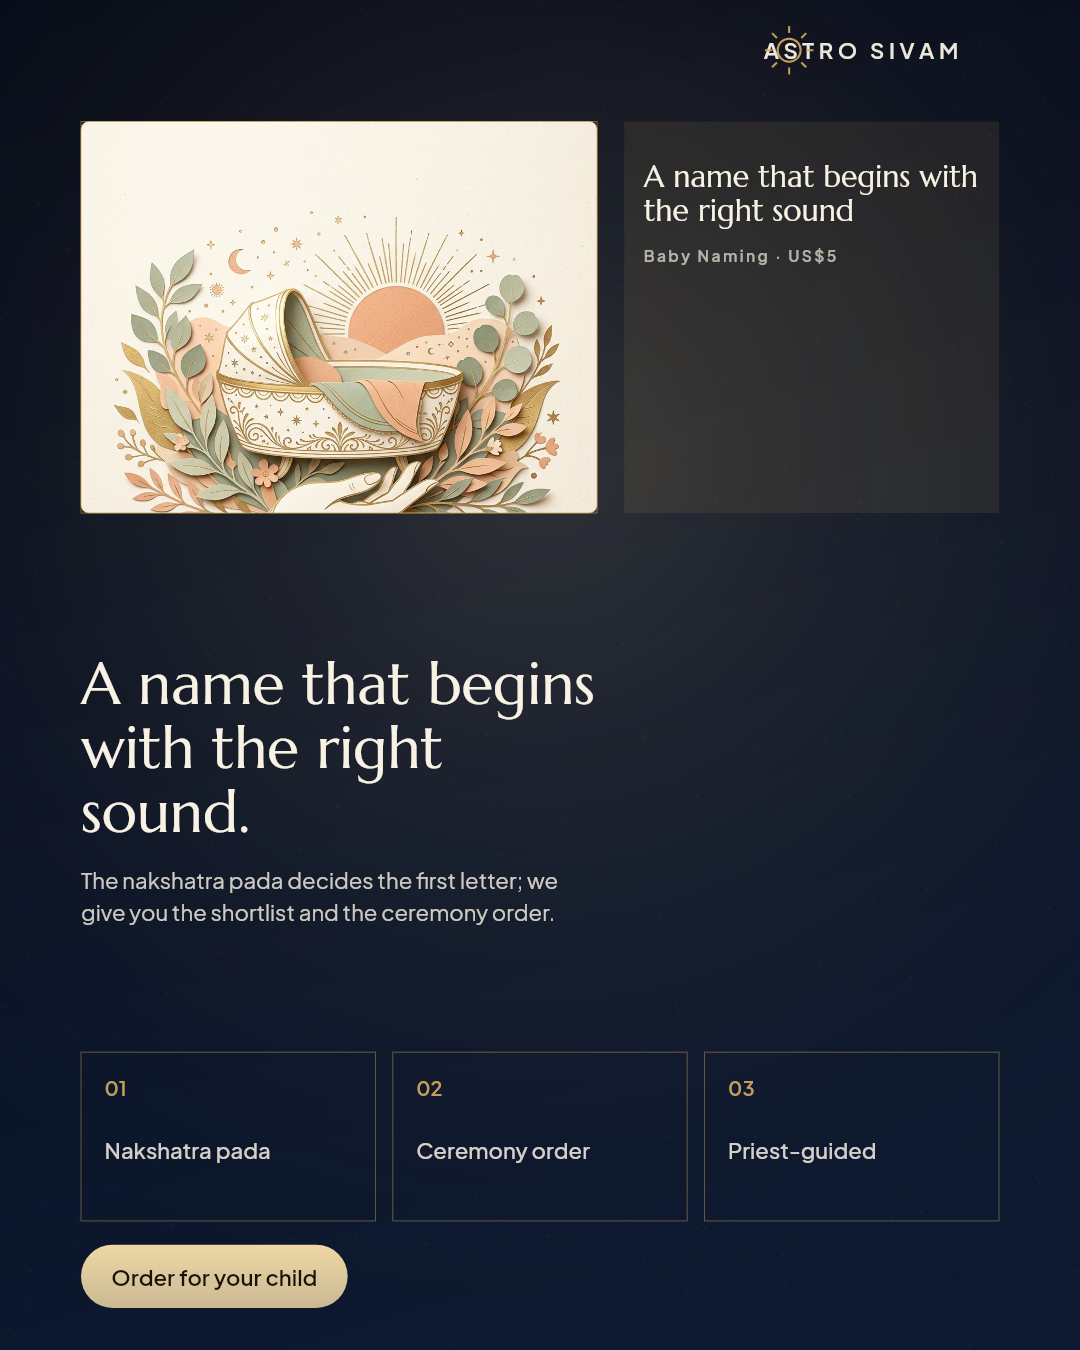 ASTRO SIVAM
A name that begins with
the right sound
Baby Naming · US$5
A name that begins
with the right
sound.
The nakshatra pada decides the first letter; we
give you the shortlist and the ceremony order.
01
Nakshatra pada
02
Ceremony order
03
Priest-guided
Order for your child